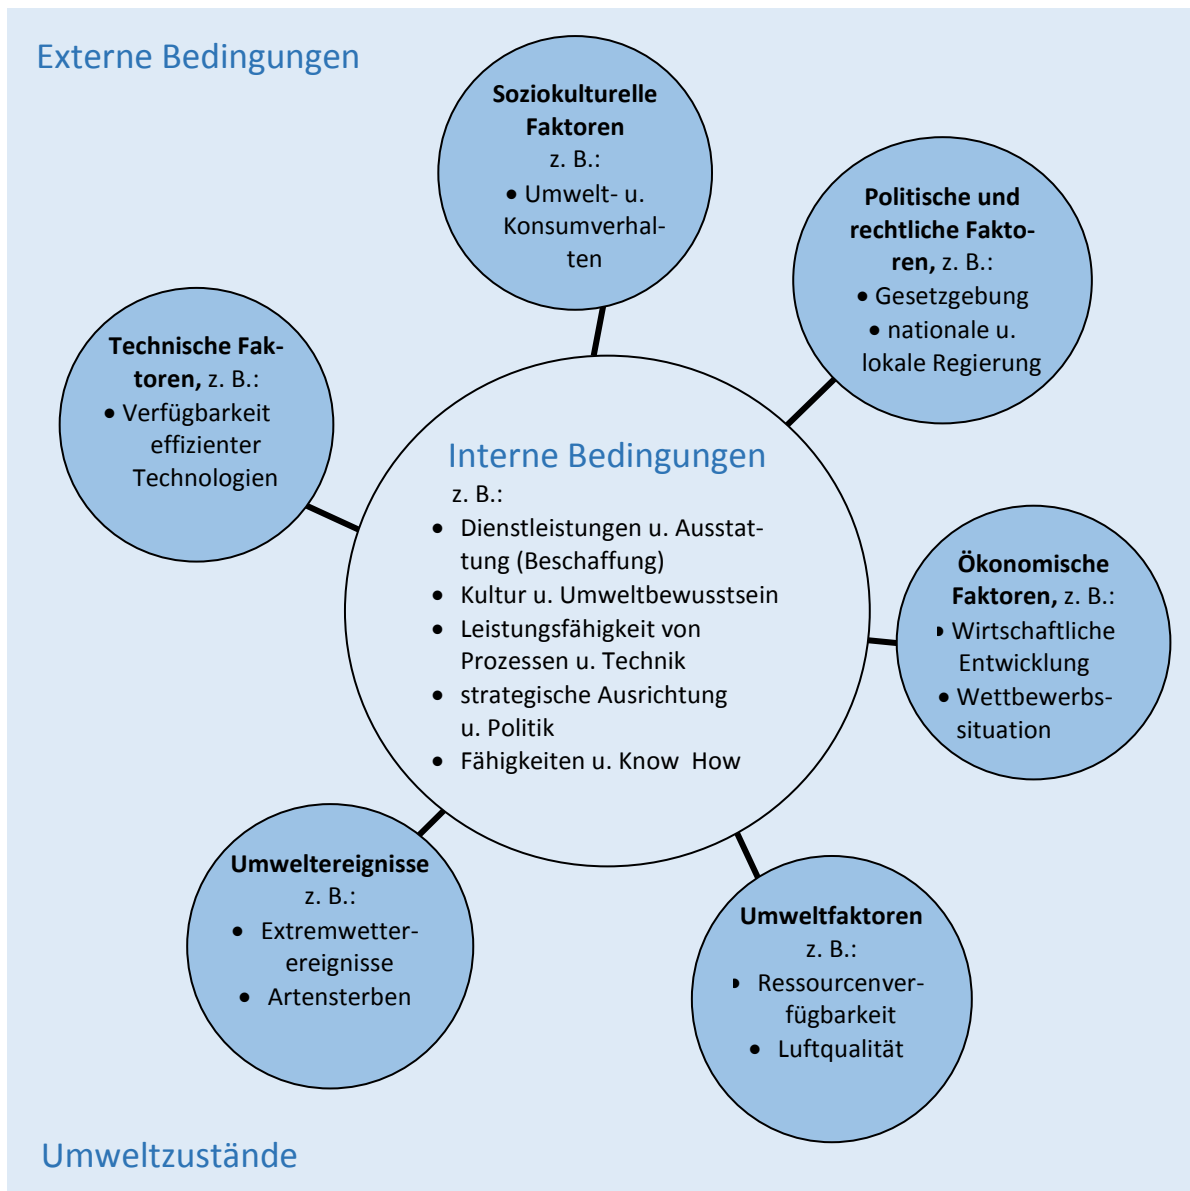 Externe Bedingungen
Soziokulturelle
Faktoren
z. B.:
• Umwelt- u.
Konsumverhal-
ten
Politische und
rechtliche Fakto-
ren, z. B.:
• Gesetzgebung
• nationale u.
lokale Regierung
Technische Fak-
toren, z. B.:
• Verfügbarkeit
effizienter
Technologien
Interne Bedingungen
z. B.:
• Dienstleistungen u. Ausstat-
tung (Beschaffung)
• Kultur u. Umweltbewusstsein
• Leistungsfähigkeit von
Prozessen u. Technik
• strategische Ausrichtung
u. Politik
• Fähigkeiten u. Know  How
Ökonomische
Faktoren, z. B.:
• Wirtschaftliche
Entwicklung
• Wettbewerbs-
situation
Umweltereignisse
z. B.:
• Extremwetter-
ereignisse
• Artensterben
Umweltfaktoren
z. B.:
• Ressourcenver-
fügbarkeit
• Luftqualität
Umweltzustände